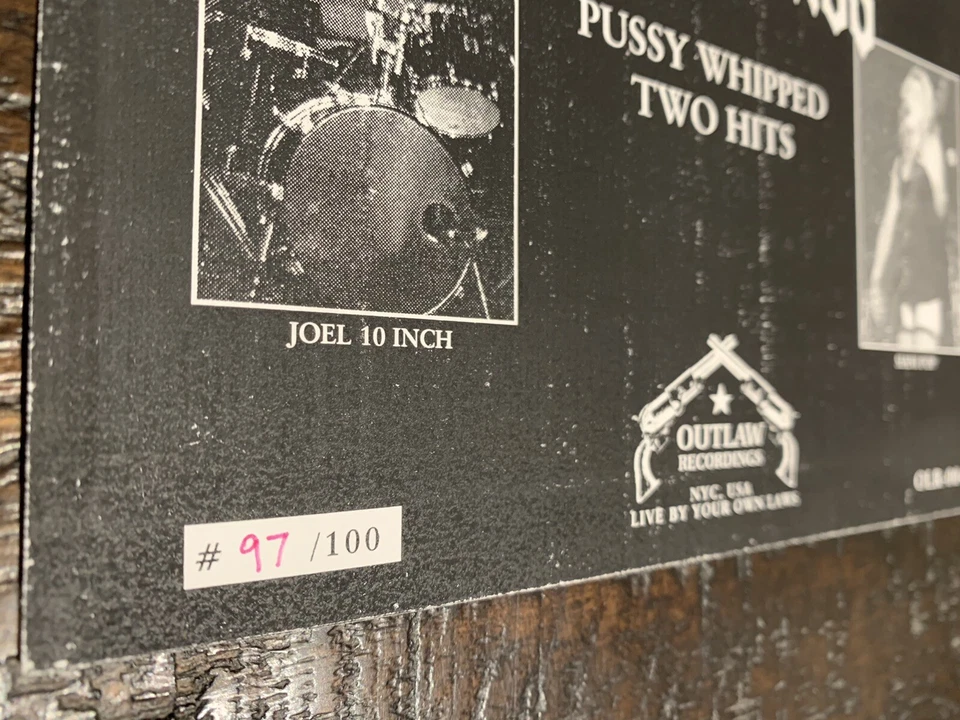 PUSSY WHIPPED
TWO HITS
JOEL 10 INCH
OUTLAW
RECORDINGS
NYC, USA
LIVE BY YOUR OWN LAWS
# 97 /100